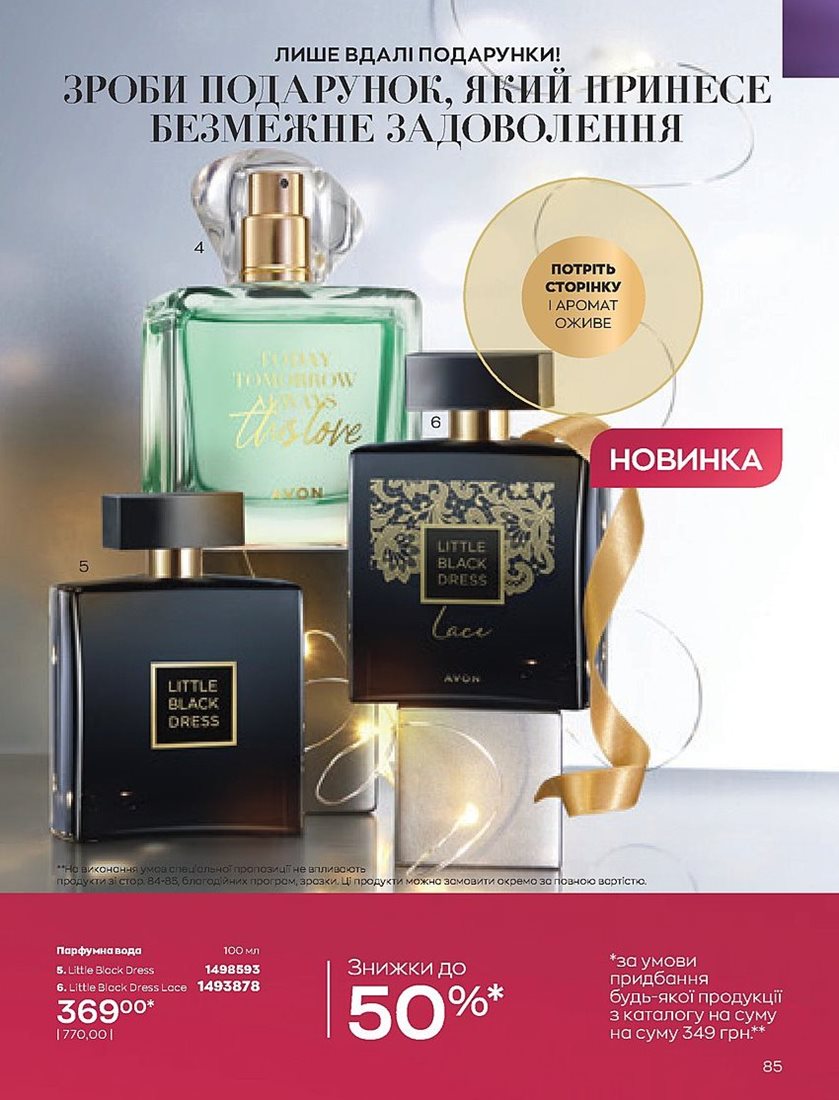 ЛИШЕ ВДАЛІ ПОДАРУНКИ!
ЗРОБИ ПОДАРУНОК, ЯКИЙ ПРИНЕСЕ
БЕЗМЕЖНЕ ЗАДОВОЛЕННЯ
4
ПОТРІТЬ
СТОРІНКУ
І АРОМАТ
ОЖИВЕ
TODAY
TOMORROW
ALWAYS
this love
AVON
6
НОВИНКА
LITTLE
BLACK
DRESS
Lace
AVON
5
LITTLE
BLACK
DRESS
**На виконання умов спеціальної пропозиції не впливають
продукти зі стор. 84-85, благодійних програм, зразки. Ці продукти можна замовити окремо за повною вартістю.
Парфумна вода 100 мл
5. Little Black Dress 1498593
6. Little Black Dress Lace 1493878
369⁰⁰*
|770,00|
Знижки до
50%*
*за умови
придбання
будь-якої продукції
з каталогу на суму
на суму 349 грн.**
85